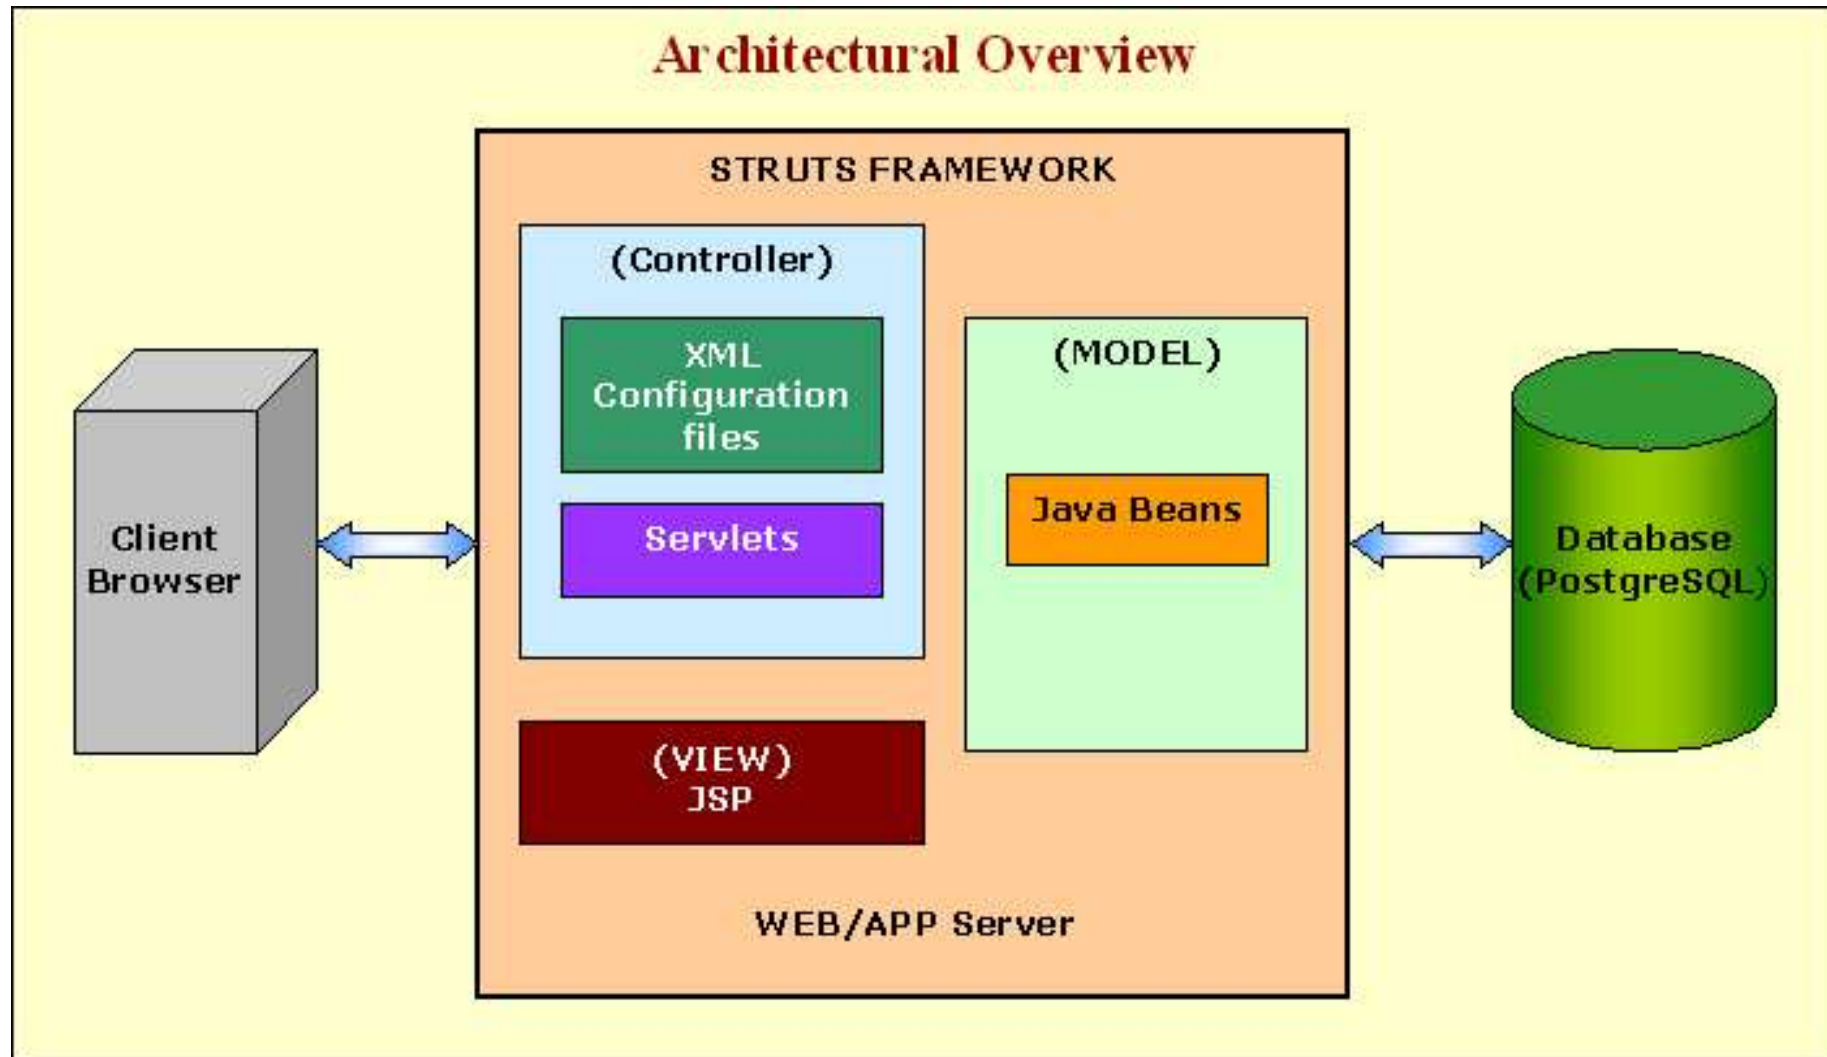 Architectural Overview
STRUTS FRAMEWORK
(Controller)
XML
Configuration
files
Servlets
(MODEL)
Java Beans
(VIEW)
JSP
WEB/APP Server
Client
Browser
Database
(PostgreSQL)